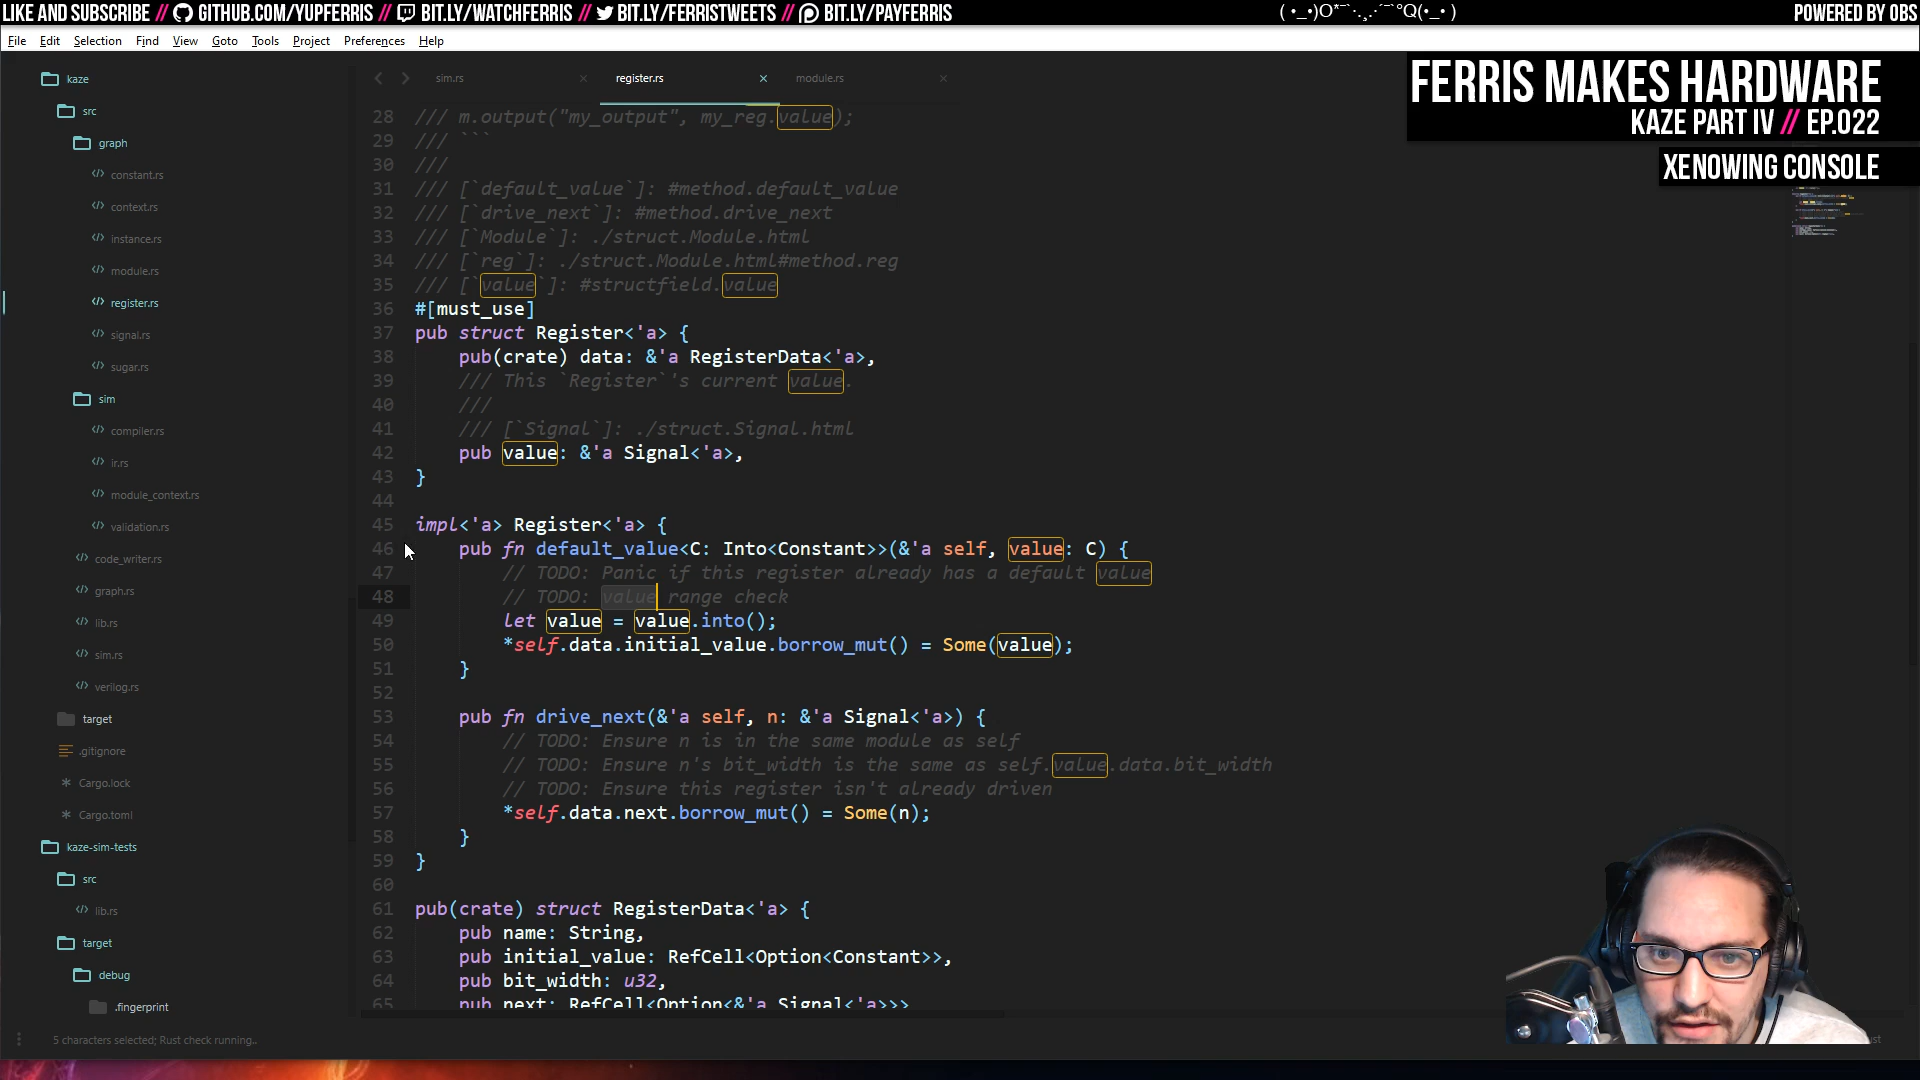 LIKE AND SUBSCRIBE // GITHUB.COM/YUPFERRIS // BIT.LY/WATCHFERRIS // BIT.LY/FERRISTWEETS // BIT.LY/PAYFERRIS
POWERED BY OBS
File Edit Selection Find View Goto Tools Project Preferences Help
FERRIS MAKES HARDWARE
KAZE PART IV // EP.022
XENOWING CONSOLE
kaze
src
graph
constant.rs
context.rs
instance.rs
module.rs
register.rs
signal.rs
sugar.rs
sim
compiler.rs
ir.rs
module_context.rs
validation.rs
code_writer.rs
graph.rs
lib.rs
sim.rs
verilog.rs
target
.gitignore
Cargo.lock
Cargo.toml
kaze-sim-tests
src
lib.rs
target
debug
.fingerprint
sim.rs register.rs module.rs
28 /// m.output("my_output", my_reg.value);
29 /// ```
30 ///
31 /// [`default_value`]: #method.default_value
32 /// [`drive_next`]: #method.drive_next
33 /// [`Module`]: ./struct.Module.html
34 /// [`reg`]: ./struct.Module.html#method.reg
35 /// [`value`]: #structfield.value
36 #[must_use]
37 pub struct Register<'a> {
38 pub(crate) data: &'a RegisterData<'a>,
39 /// This `Register`'s current value.
40 ///
41 /// [`Signal`]: ./struct.Signal.html
42 pub value: &'a Signal<'a>,
43 }
44
45 impl<'a> Register<'a> {
46 pub fn default_value<C: Into<Constant>>(&'a self, value: C) {
47 // TODO: Panic if this register already has a default value
48 // TODO: value range check
49 let value = value.into();
50 *self.data.initial_value.borrow_mut() = Some(value);
51 }
52
53 pub fn drive_next(&'a self, n: &'a Signal<'a>) {
54 // TODO: Ensure n is in the same module as self
55 // TODO: Ensure n's bit_width is the same as self.value.data.bit_width
56 // TODO: Ensure this register isn't already driven
57 *self.data.next.borrow_mut() = Some(n);
58 }
59 }
60
61 pub(crate) struct RegisterData<'a> {
62 pub name: String,
63 pub initial_value: RefCell<Option<Constant>>,
64 pub bit_width: u32,
65 pub next: RefCell<Option<&'a Signal<'a>>>
5 characters selected; Rust check running..